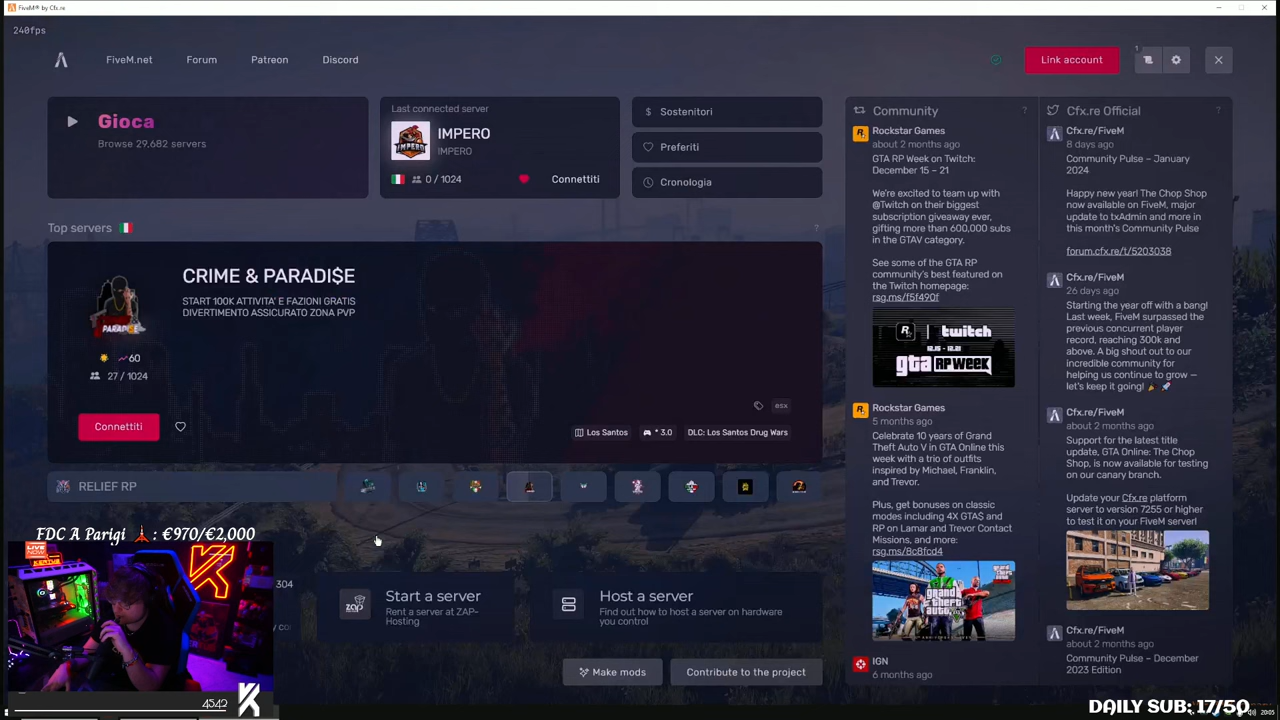 FiveM® by Cfx.re
240fps
FiveM.net
Forum
Patreon
Discord
Link account
1
Gioca
Browse 29.682 servers
Last connected server
IMPERO
IMPERO
0 / 1024
Connettiti
Sostenitori
Preferiti
Cronologia
Top servers
?
CRIME & PARADI$E
START 100K ATTIVITA' E FAZIONI GRATIS
DIVERTIMENTO ASSICURATO ZONA PVP
60
27 / 1024
Connettiti
esx
Los Santos
* 3.0
DLC: Los Santos Drug Wars
RELIEF RP
FDC A Parigi : €970/€2,000
LIVE NOW
304
Start a server
Rent a server at ZAP-
Hosting
Host a server
Find out how to host a server on hardware
you control
Make mods
Contribute to the project
4542
Community
?
Rockstar Games
about 2 months ago
GTA RP Week on Twitch:
December 15 – 21
We're excited to team up with
@Twitch on their biggest
subscription giveaway ever,
gifting more than 600,000 subs
in the GTAV category.
See some of the GTA RP
community's best featured on
the Twitch homepage:
rsg.ms/f5f490f
twitch
12.15 - 12.21
gta RP WEEK
Rockstar Games
5 months ago
Celebrate 10 years of Grand
Theft Auto V in GTA Online this
week with a trio of outfits
inspired by Michael, Franklin,
and Trevor.
Plus, get bonuses on classic
modes including 4X GTA$ and
RP on Lamar and Trevor Contact
Missions, and more:
rsg.ms/8c8fcd4
IGN
6 months ago
Cfx.re Official
?
Cfx.re/FiveM
8 days ago
Community Pulse – January
2024
Happy new year! The Chop Shop
now available on FiveM, major
update to txAdmin and more in
this month's Community Pulse
forum.cfx.re/t/5203038
Cfx.re/FiveM
26 days ago
Starting the year off with a bang!
Last week, FiveM surpassed the
previous concurrent player
record, reaching 300k and
above. A big shout out to our
incredible community for
helping us continue to grow —
let's keep it going!
Cfx.re/FiveM
about 2 months ago
Support for the latest title
update, GTA Online: The Chop
Shop, is now available for testing
on our canary branch.
Update your Cfx.re platform
server to version 7255 or higher
to test it on your FiveM server!
Cfx.re/FiveM
about 2 months ago
Community Pulse – December
2023 Edition
DAILY SUB: 17/50
20:05